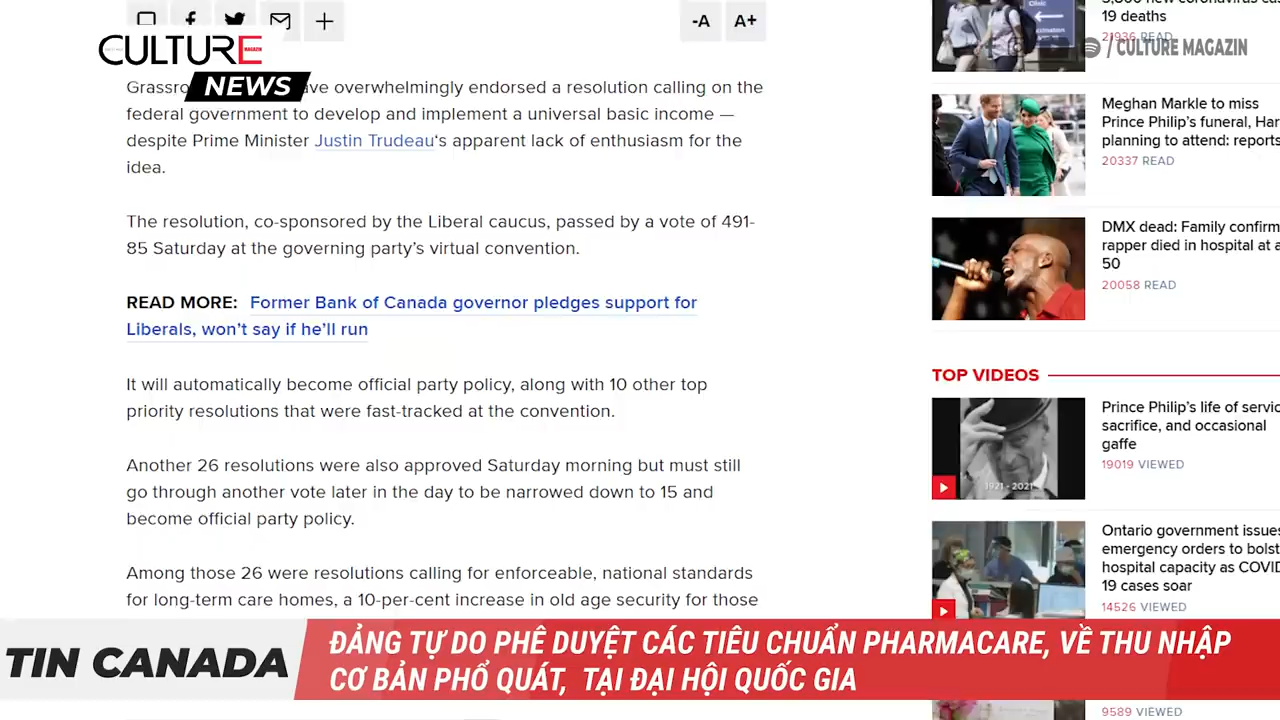 -A A+
CULTURE
MAGAZIN
NEWS
/ CULTURE MAGAZIN
ve overwhelmingly endorsed a resolution calling on the
federal government to develop and implement a universal basic income —
despite Prime Minister Justin Trudeau‘s apparent lack of enthusiasm for the
idea.
The resolution, co-sponsored by the Liberal caucus, passed by a vote of 491-
85 Saturday at the governing party’s virtual convention.
READ MORE: Former Bank of Canada governor pledges support for
Liberals, won’t say if he’ll run
It will automatically become official party policy, along with 10 other top
priority resolutions that were fast-tracked at the convention.
Another 26 resolutions were also approved Saturday morning but must still
go through another vote later in the day to be narrowed down to 15 and
become official party policy.
Among those 26 were resolutions calling for enforceable, national standards
for long-term care homes, a 10-per-cent increase in old age security for those
Clinic
19 deaths
21936 READ
Meghan Markle to miss
Prince Philip’s funeral, Har
planning to attend: reports
20337 READ
DMX dead: Family confirm
rapper died in hospital at a
50
20058 READ
TOP VIDEOS
Prince Philip’s life of servic
sacrifice, and occasional
gaffe
19019 VIEWED
1921 - 2021
Ontario government issues
emergency orders to bolst
hospital capacity as COVID
19 cases soar
14526 VIEWED
9589 VIEWED
TIN CANADA
ĐẢNG TỰ DO PHÊ DUYỆT CÁC TIÊU CHUẨN PHARMACARE, VỀ THU NHẬP
CƠ BẢN PHỔ QUÁT, TẠI ĐẠI HỘI QUỐC GIA